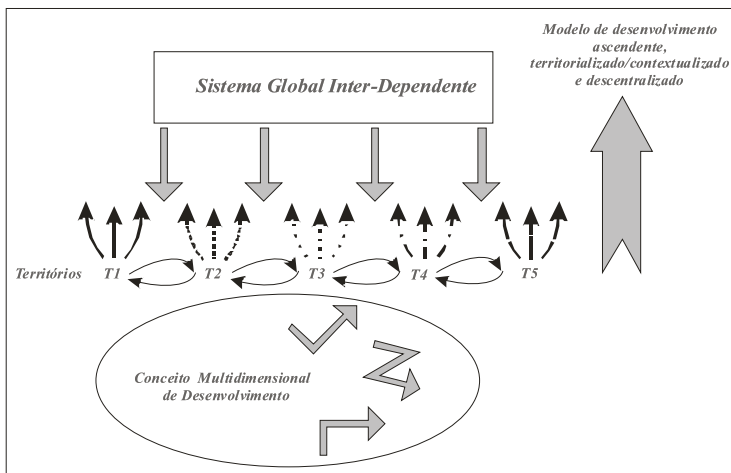 Modelo de desenvolvimento
ascendente,
territorializado/contextualizado
e descentralizado
Sistema Global Inter-Dependente
Territórios T1 T2 T3 T4 T5
Conceito Multidimensional
de Desenvolvimento